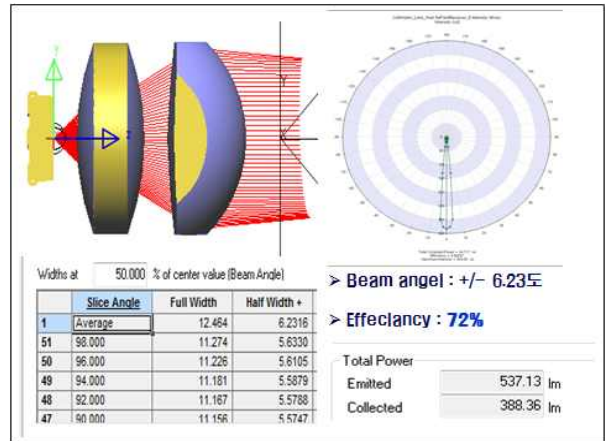 Y
Z
Y
Widths at 50.000 % of center value (Beam Angle)
Slice Angle Full Width Half Width +
1 Average 12.464 6.2316
51 98.000 11.274 5.6330
50 96.000 11.226 5.6105
49 94.000 11.181 5.5879
48 92.000 11.167 5.5788
47 90.000 11.156 5.5747
➢ Beam angel : +/- 6.23도
➢ Effeciancy : 72%
Total Power
Emitted 537.13 lm
Collected 388.36 lm